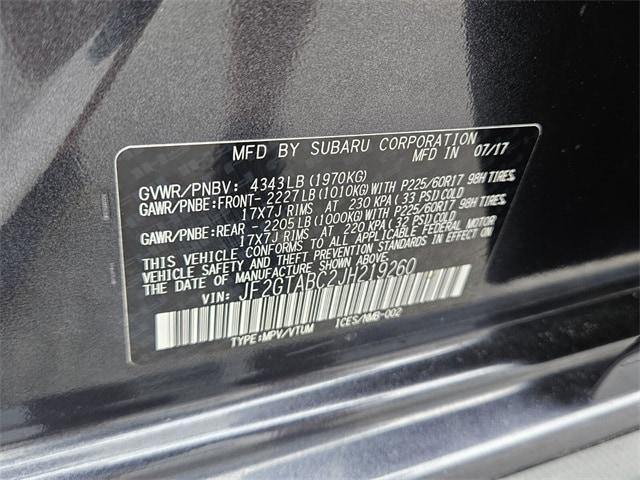 MFD BY SUBARU CORPORATION
MFD IN 07/17
GVWR/PNBV: 4343LB(1970KG)
GAWR/PNBE:FRONT- 2227LB(1010KG)WITH P225/60R17 98H TIRES,
17X7J RIMS AT 230 KPA (33 PSI)COLD
GAWR/PNBE:REAR - 2205LB(1000KG)WITH P225/60R17 98H TIRES,
17X7J RIMS AT 220 KPA (32 PSI)COLD
THIS VEHICLE CONFORMS TO ALL APPLICABLE FEDERAL MOTOR
VEHICLE SAFETY AND THEFT PREVENTION STANDARDS IN EFFECT ON
THE DATE OF MANUFACTURE SHOWN ABOVE.
VIN: JF2GTABC2JH219260
TYPE:MPV/VTUM ICES/NMB-002